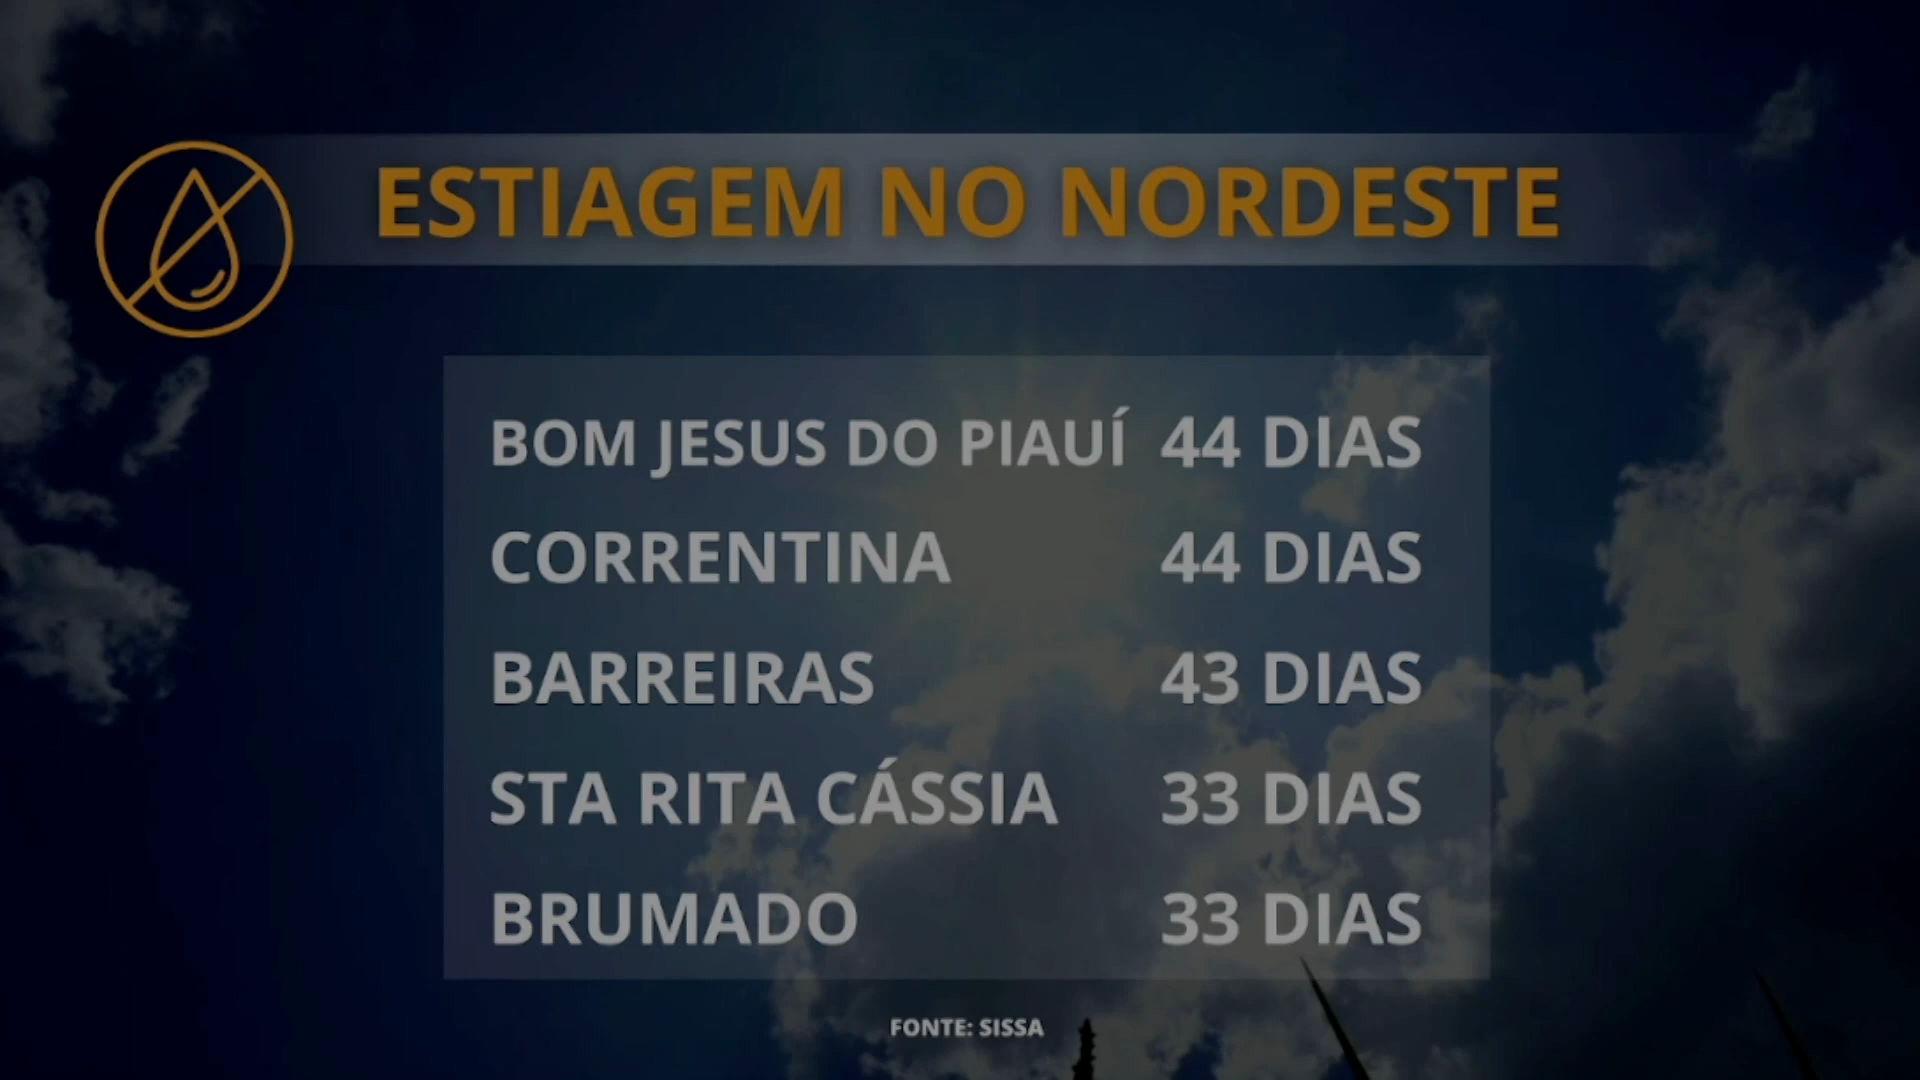 ESTIAGEM NO NORDESTE
BOM JESUS DO PIAUÍ 44 DIAS
CORRENTINA 44 DIAS
BARREIRAS 43 DIAS
STA RITA CÁSSIA 33 DIAS
BRUMADO 33 DIAS
FONTE: SISSA